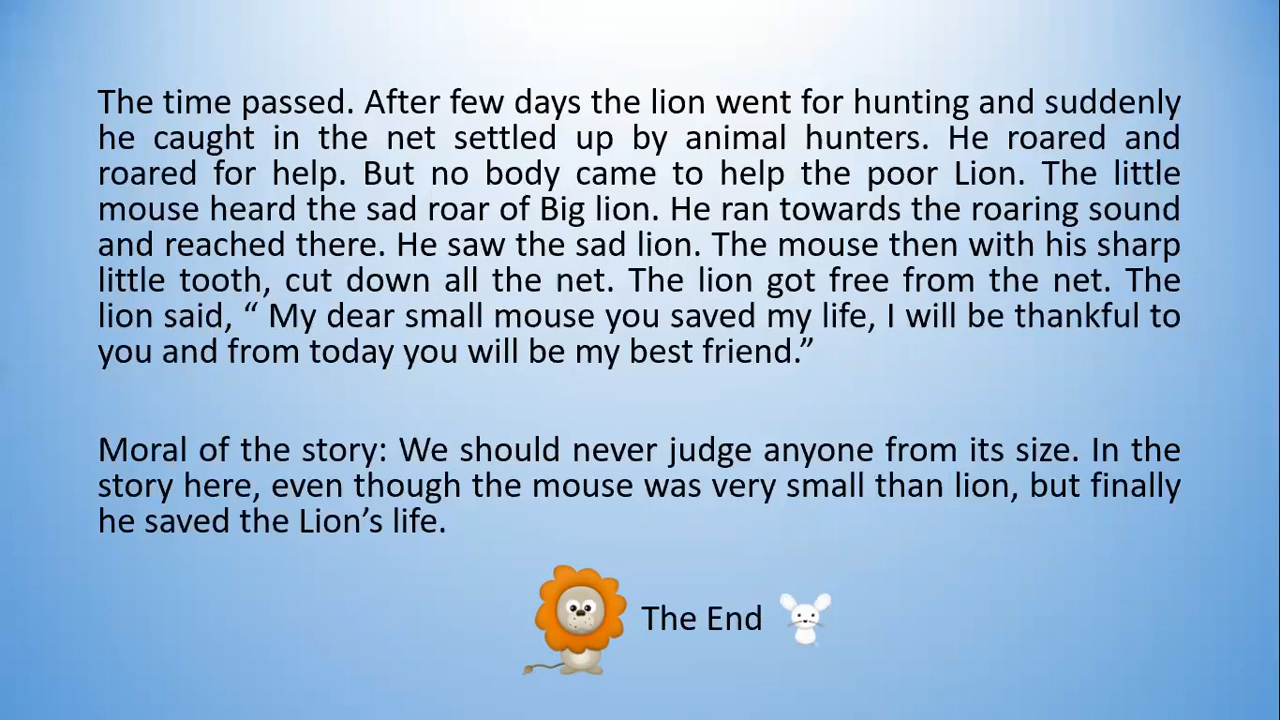 The time passed. After few days the lion went for hunting and suddenly
he caught in the net settled up by animal hunters. He roared and
roared for help. But no body came to help the poor Lion. The little
mouse heard the sad roar of Big lion. He ran towards the roaring sound
and reached there. He saw the sad lion. The mouse then with his sharp
little tooth, cut down all the net. The lion got free from the net. The
lion said, “ My dear small mouse you saved my life, I will be thankful to
you and from today you will be my best friend.”
Moral of the story: We should never judge anyone from its size. In the
story here, even though the mouse was very small than lion, but finally
he saved the Lion’s life.
The End